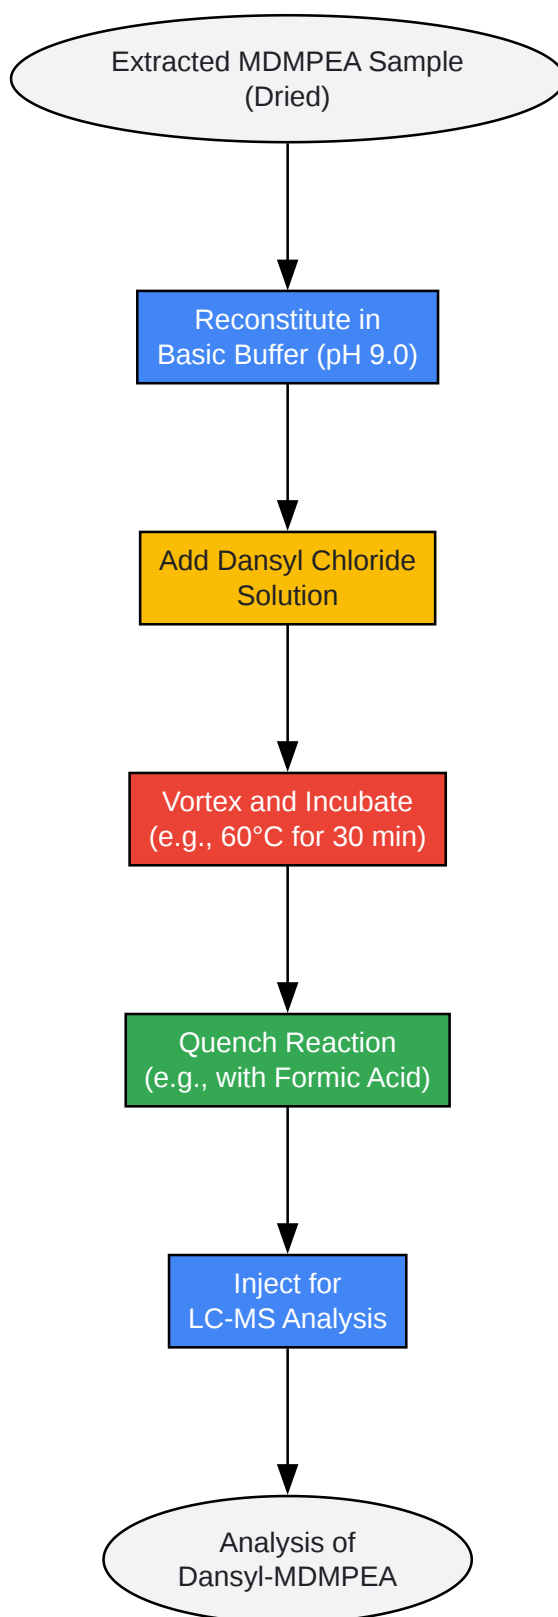 Extracted MDMPEA Sample
(Dried)
Reconstitute in
Basic Buffer (pH 9.0)
Add Dansyl Chloride
Solution
Vortex and Incubate
(e.g., 60°C for 30 min)
Quench Reaction
(e.g., with Formic Acid)
Inject for
LC-MS Analysis
Analysis of
Dansyl-MDMPEA